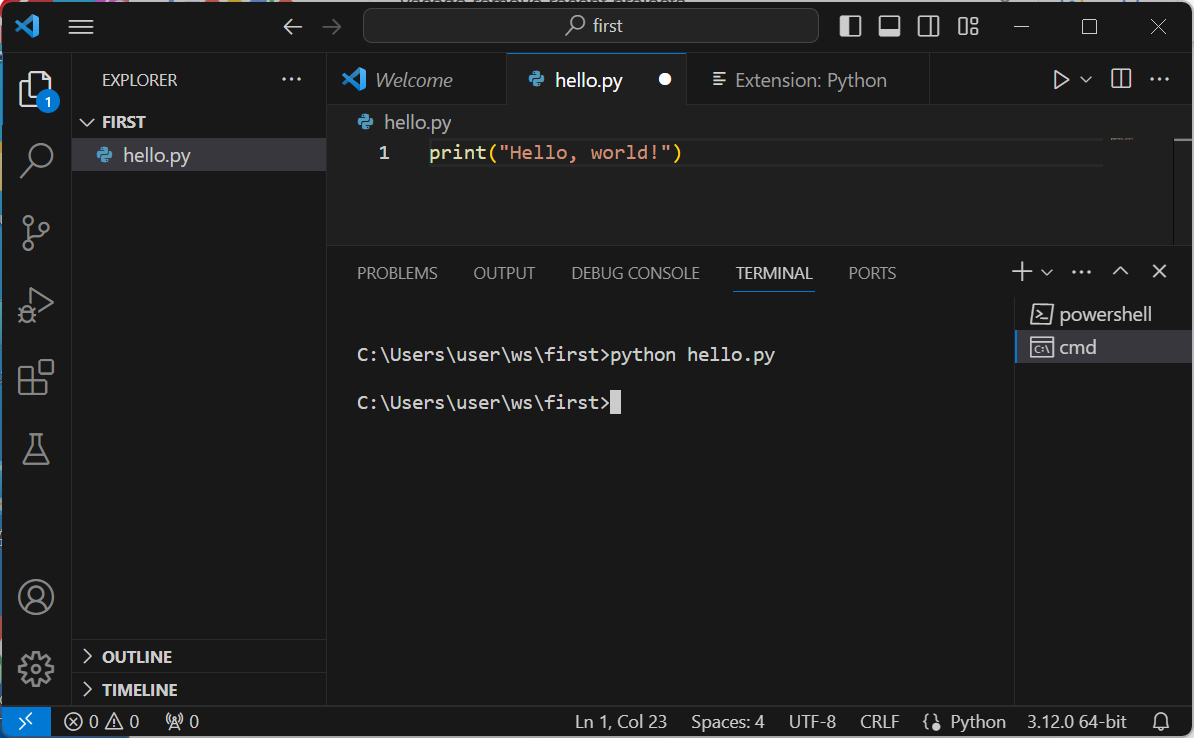 first
EXPLORER
1
FIRST
hello.py
Welcome
hello.py
Extension: Python
hello.py
1 print("Hello, world!")
PROBLEMS OUTPUT DEBUG CONSOLE TERMINAL PORTS
C:\Users\user\ws\first>python hello.py
C:\Users\user\ws\first>
powershell
cmd
OUTLINE
TIMELINE
0 0 0 Ln 1, Col 23 Spaces: 4 UTF-8 CRLF Python 3.12.0 64-bit